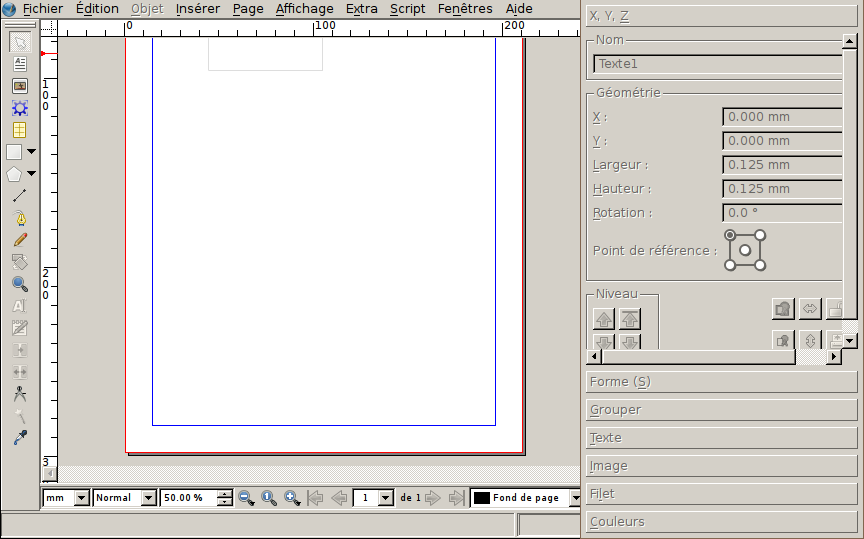 Fichier Édition Objet Insérer Page Affichage Extra Script Fenêtres Aide
X, Y, Z
0 100 200
Nom
Texte1
Géométrie
X : 0.000 mm
Y : 0.000 mm
Largeur : 0.125 mm
Hauteur : 0.125 mm
Rotation : 0.0 °
Point de référence :
Niveau
100
200
3
Forme (S)
Grouper
Texte
Image
Filet
Couleurs
mm Normal 50.00 % 1 de 1 Fond de page